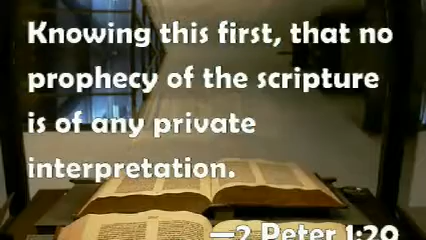 Knowing this first, that no
prophecy of the scripture
is of any private
interpretation.
—2 Peter 1:20